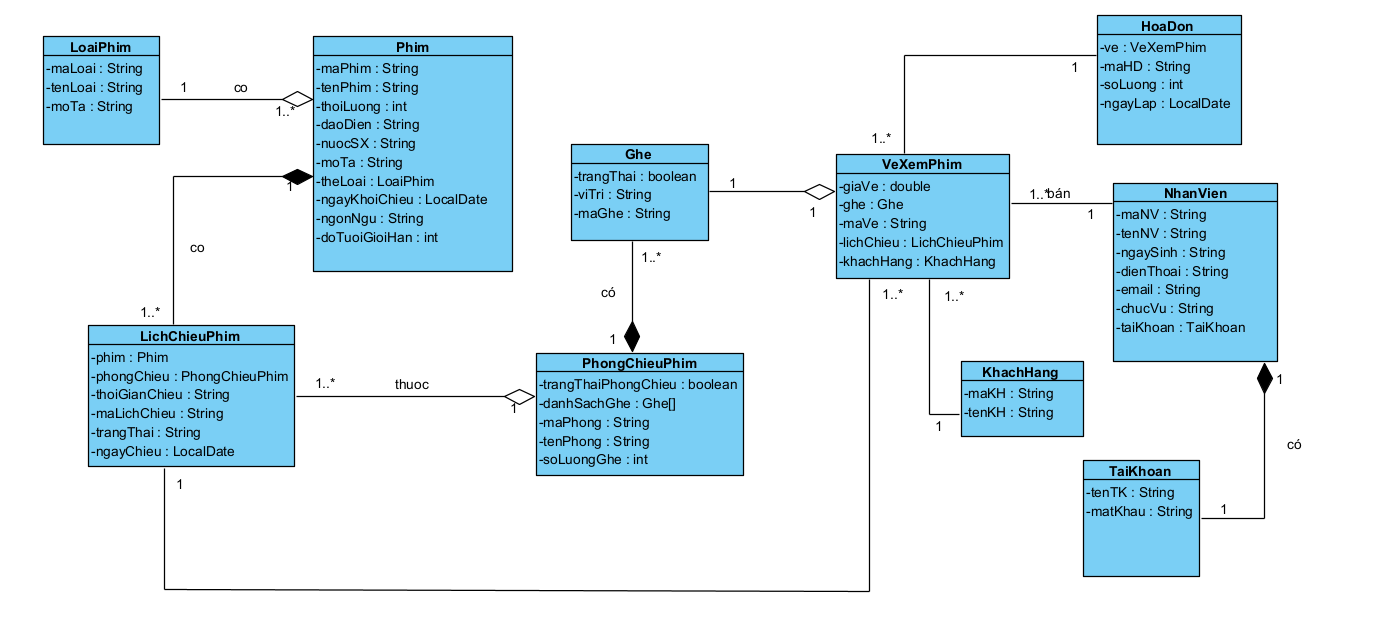 LoaiPhim
-maLoai : String
-tenLoai : String
-moTa : String
1
co
1..*
Phim
-maPhim : String
-tenPhim : String
-thoiLuong : int
-daoDien : String
-nuocSX : String
-moTa : String
-theLoai : LoaiPhim
-ngayKhoiChieu : LocalDate
-ngonNgu : String
-doTuoiGioiHan : int
1
co
1..*
HoaDon
-ve : VeXemPhim
-maHD : String
-soLuong : int
-ngayLap : LocalDate
1
1..*
Ghe
-trangThai : boolean
-viTri : String
-maGhe : String
1
1
1..*
có
1
VeXemPhim
-giaVe : double
-ghe : Ghe
-maVe : String
-lichChieu : LichChieuPhim
-khachHang : KhachHang
1..*
bán
1
1..*
1..*
NhanVien
-maNV : String
-tenNV : String
-ngaySinh : String
-dienThoai : String
-email : String
-chucVu : String
-taiKhoan : TaiKhoan
1
có
1
LichChieuPhim
-phim : Phim
-phongChieu : PhongChieuPhim
-thoiGianChieu : String
-maLichChieu : String
-trangThai : String
-ngayChieu : LocalDate
1
1..*
thuoc
1
PhongChieuPhim
-trangThaiPhongChieu : boolean
-danhSachGhe : Ghe[]
-maPhong : String
-tenPhong : String
-soLuongGhe : int
KhachHang
-maKH : String
-tenKH : String
1
TaiKhoan
-tenTK : String
-matKhau : String